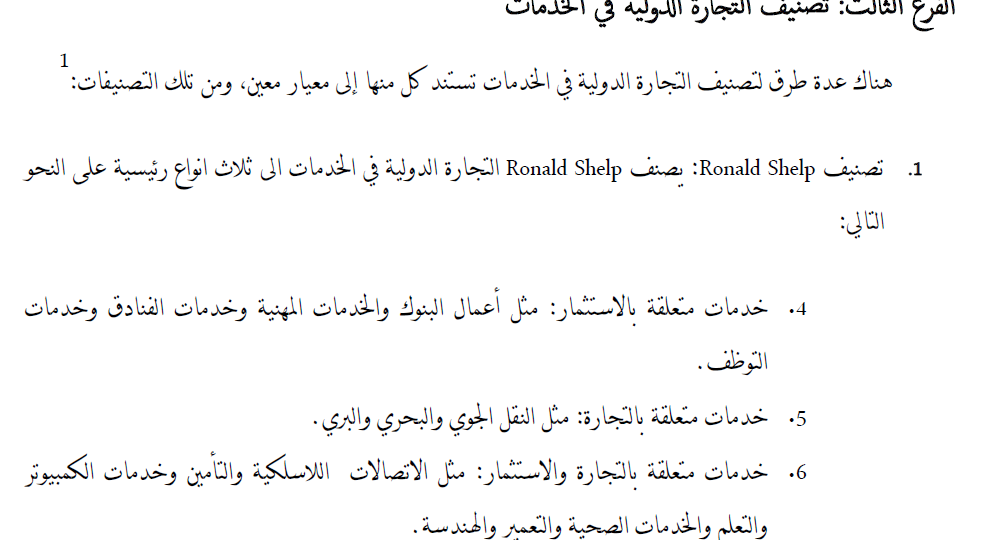 الفرع الثالث: تصنيف التجارة الدولية في الخدمات
هناك عدة طرق لتصنيف التجارة الدولية في الخدمات تستند كل منها إلى معيار معين، ومن تلك التصنيفات:1
1. تصنيف Ronald Shelp: يصنف Ronald Shelp التجارة الدولية في الخدمات الى ثلاث انواع رئيسية على النحو
التالي:
4. خدمات متعلقة بالاستثمار: مثل أعمال البنوك والخدمات المهنية وخدمات الفنادق وخدمات
التوظف.
5. خدمات متعلقة بالتجارة: مثل النقل الجوي والبحري والبري.
6. خدمات متعلقة بالتجارة والاستثمار: مثل الاتصالات اللاسلكية والتأمين وخدمات الكمبيوتر
والتعلم والخدمات الصحية والتعمير والهندسة.